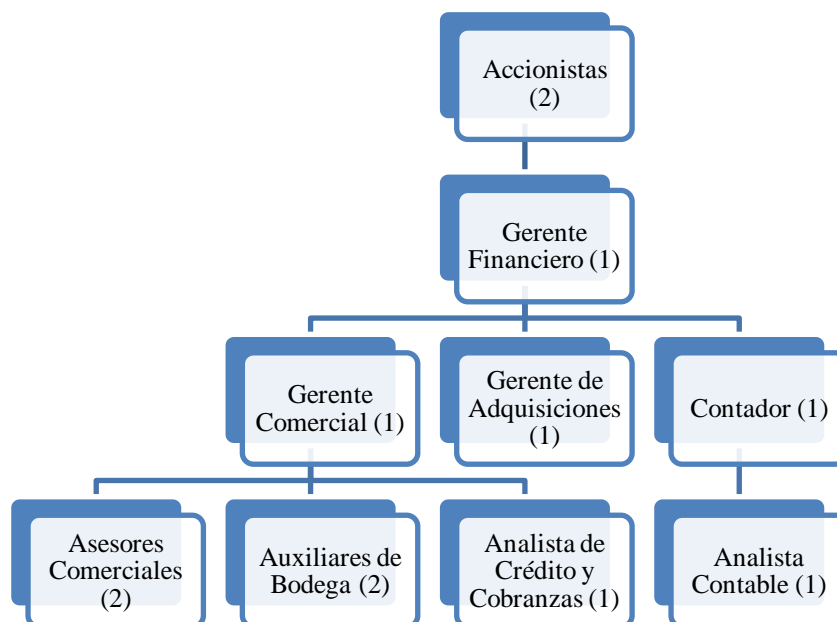 Accionistas
(2)
Gerente
Financiero (1)
Gerente
Comercial (1)
Gerente de
Adquisiciones
(1)
Contador (1)
Asesores
Comerciales
(2)
Auxiliares de
Bodega (2)
Analista de
Crédito y
Cobranzas (1)
Analista
Contable (1)